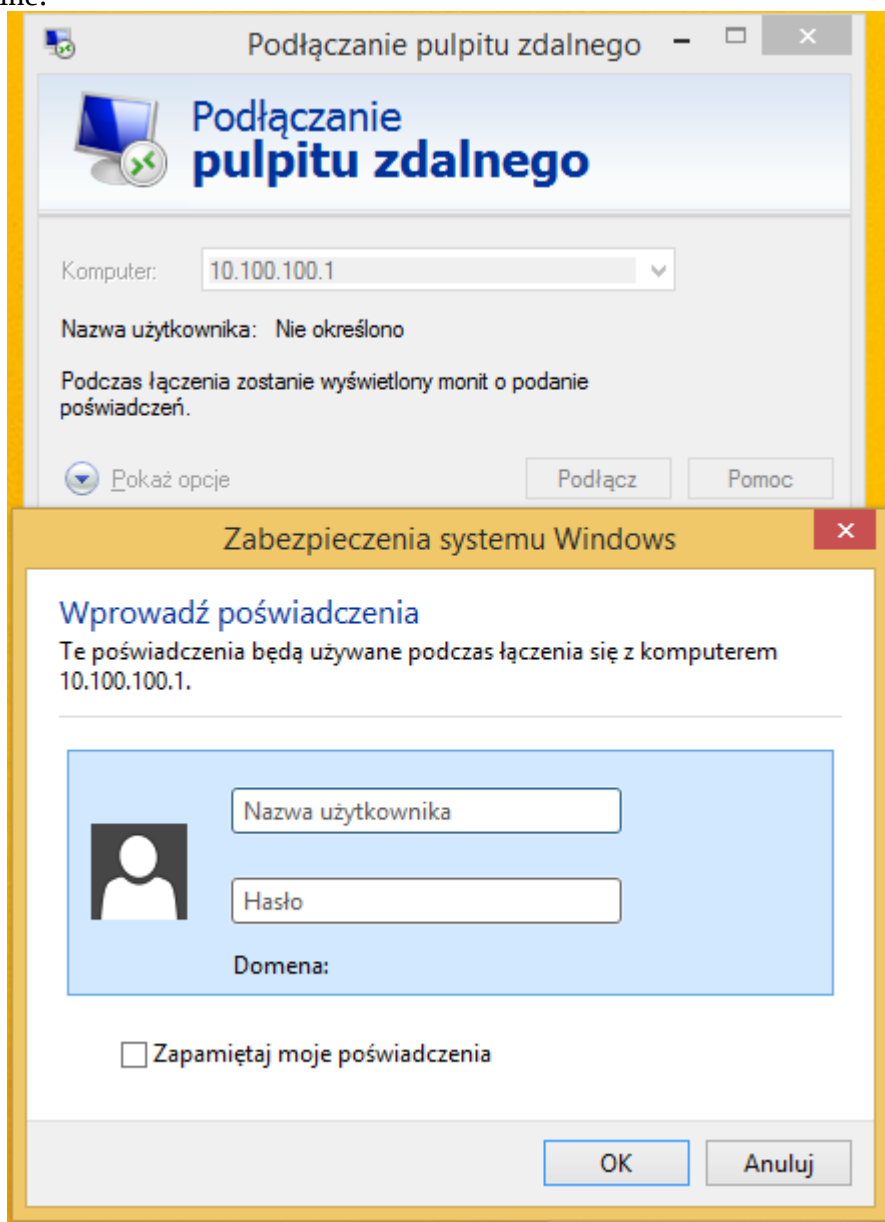 Podłączanie pulpitu zdalnego
Podłączanie
pulpitu zdalnego
Komputer: 10.100.100.1
Nazwa użytkownika: Nie określono
Podczas łączenia zostanie wyświetlony monit o podanie
poświadczeń.
Pokaż opcje Podłącz Pomoc
Zabezpieczenia systemu Windows
Wprowadź poświadczenia
Te poświadczenia będą używane podczas łączenia się z komputerem
10.100.100.1.
Nazwa użytkownika
Hasło
Domena:
Zapamiętaj moje poświadczenia
OK Anuluj